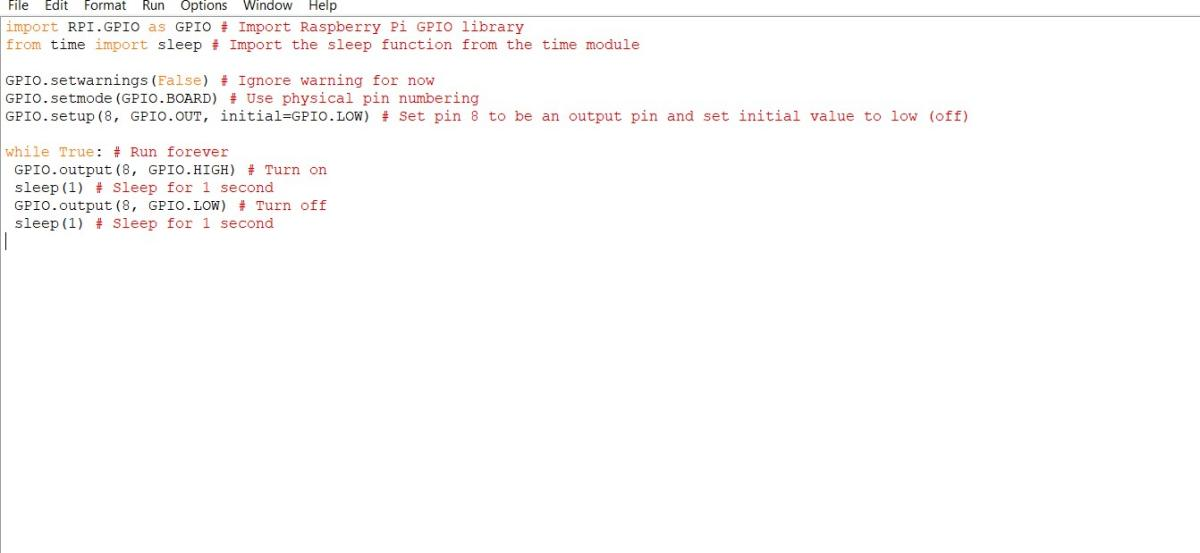 File Edit Format Run Options Window Help
import RPI.GPIO as GPIO # Import Raspberry Pi GPIO library
from time import sleep # Import the sleep function from the time module
GPIO.setwarnings(False) # Ignore warning for now
GPIO.setmode(GPIO.BOARD) # Use physical pin numbering
GPIO.setup(8, GPIO.OUT, initial=GPIO.LOW) # Set pin 8 to be an output pin and set initial value to low (off)
while True: # Run forever
 GPIO.output(8, GPIO.HIGH) # Turn on
 sleep(1) # Sleep for 1 second
 GPIO.output(8, GPIO.LOW) # Turn off
 sleep(1) # Sleep for 1 second